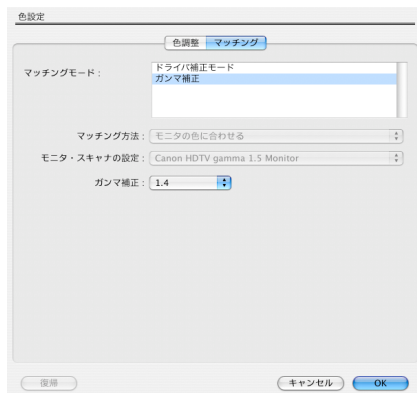 色設定
色調整 マッチング
マッチングモード： ドライバ補正モード
ガンマ補正
マッチング方法： モニタの色に合わせる
モニタ・スキャナの設定： Canon HDTV gamma 1.5 Monitor
ガンマ補正： 1.4
復帰 キャンセル OK